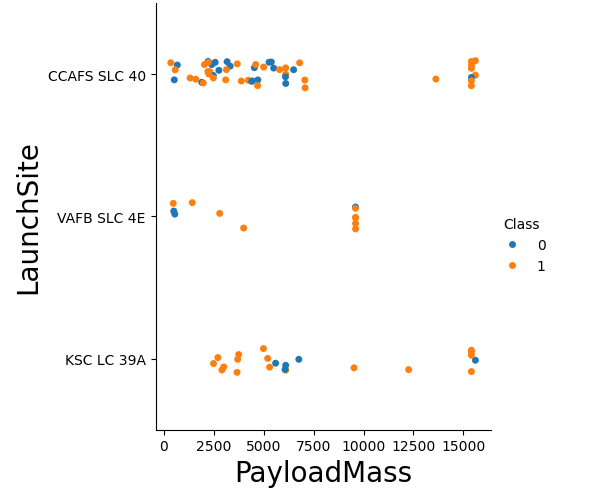 CCAFS SLC 40
VAFB SLC 4E
KSC LC 39A
LaunchSite
0 2500 5000 7500 10000 12500 15000
PayloadMass
Class
0
1